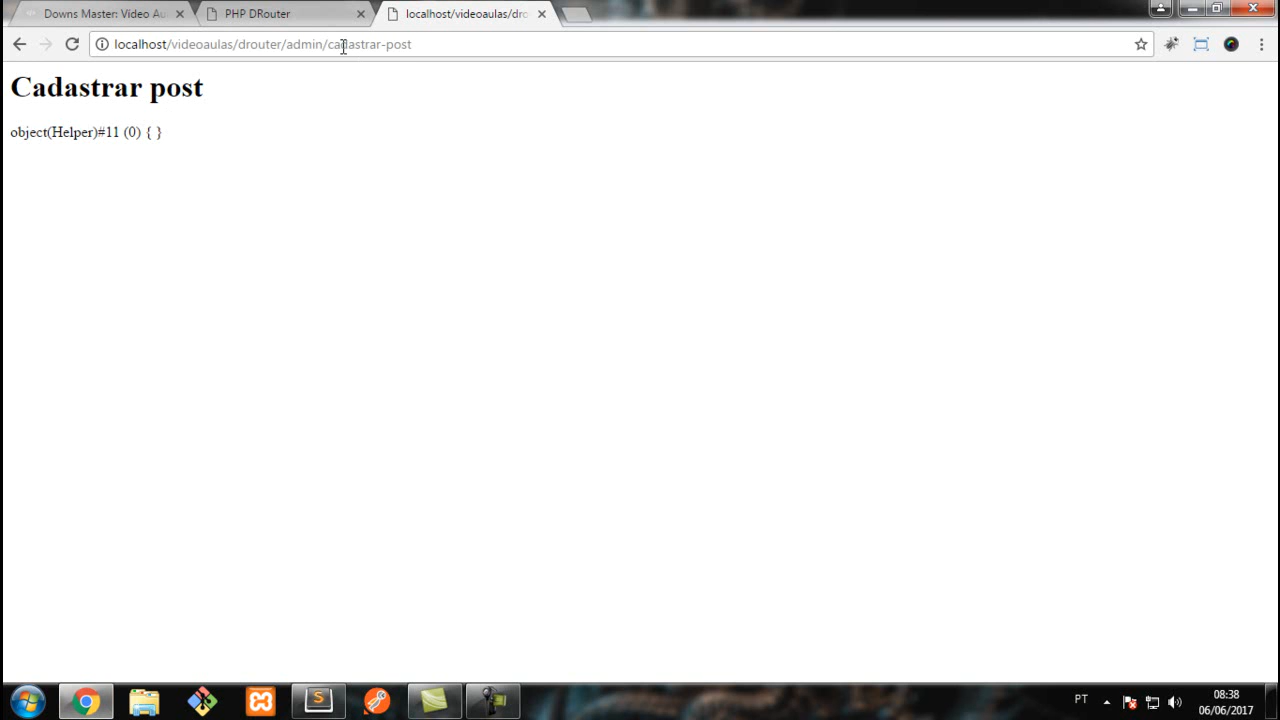 Downs Master: Video Au
PHP DRouter
localhost/videoaulas/dro
localhost/videoaulas/drouter/admin/cadastrar-post
Cadastrar post
object(Helper)#11 (0) { }
PT
08:38
06/06/2017